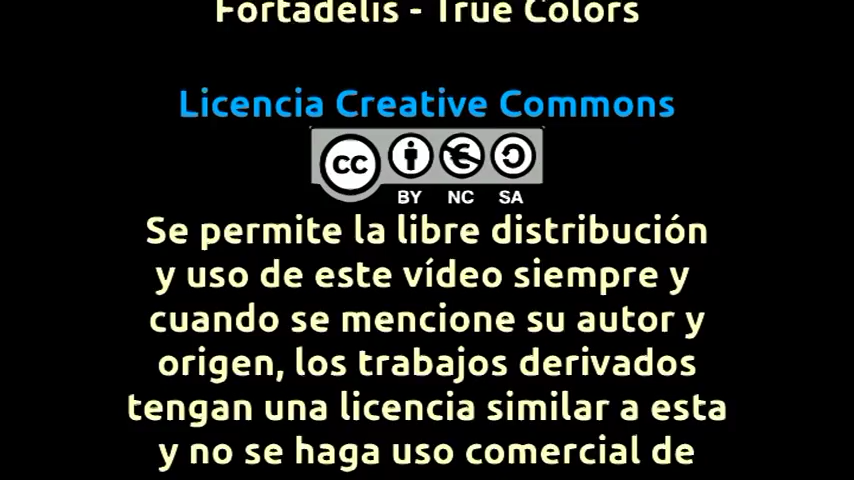 Fortadelis - True Colors
Licencia Creative Commons
cc
BY NC SA
Se permite la libre distribución
y uso de este vídeo siempre y
cuando se mencione su autor y
origen, los trabajos derivados
tengan una licencia similar a esta
y no se haga uso comercial de